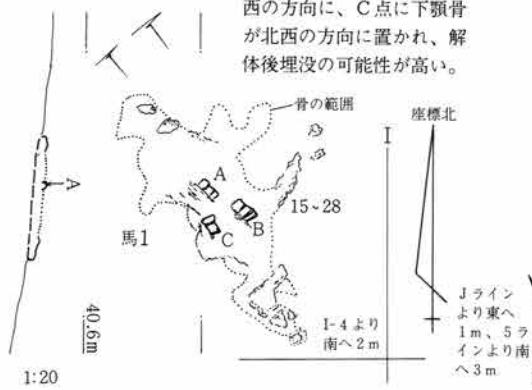 西の方向に、C点に下顎骨
が北西の方向に置かれ、解
体後埋没の可能性が高い。
骨の範囲
座標北
I
A
A
B
15~28
馬1
C
I-4より
南へ2m
Jライン
より東へ
1m、5ラ
インより南
へ3m
40.6m
1:20